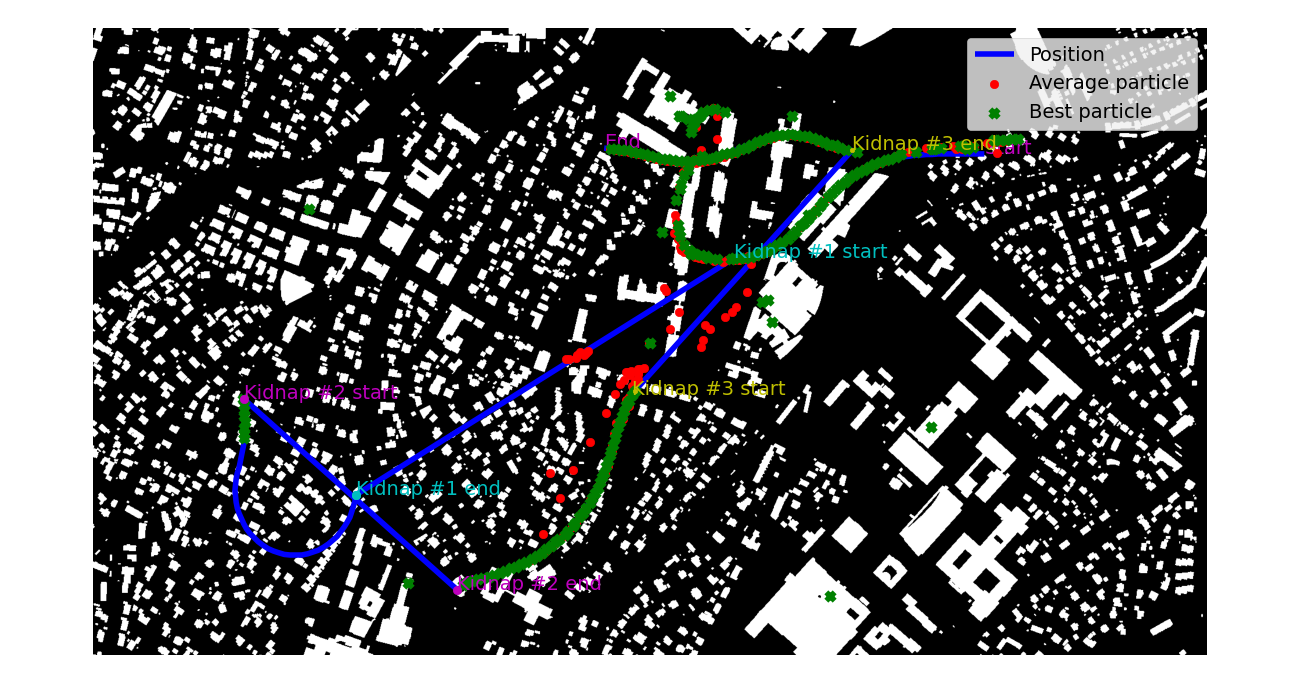 Position
Average particle
Best particle
End
Kidnap #3 end
Kidnap #1 start
Kidnap #2 start
Kidnap #3 start
Kidnap #1 end
Kidnap #2 end